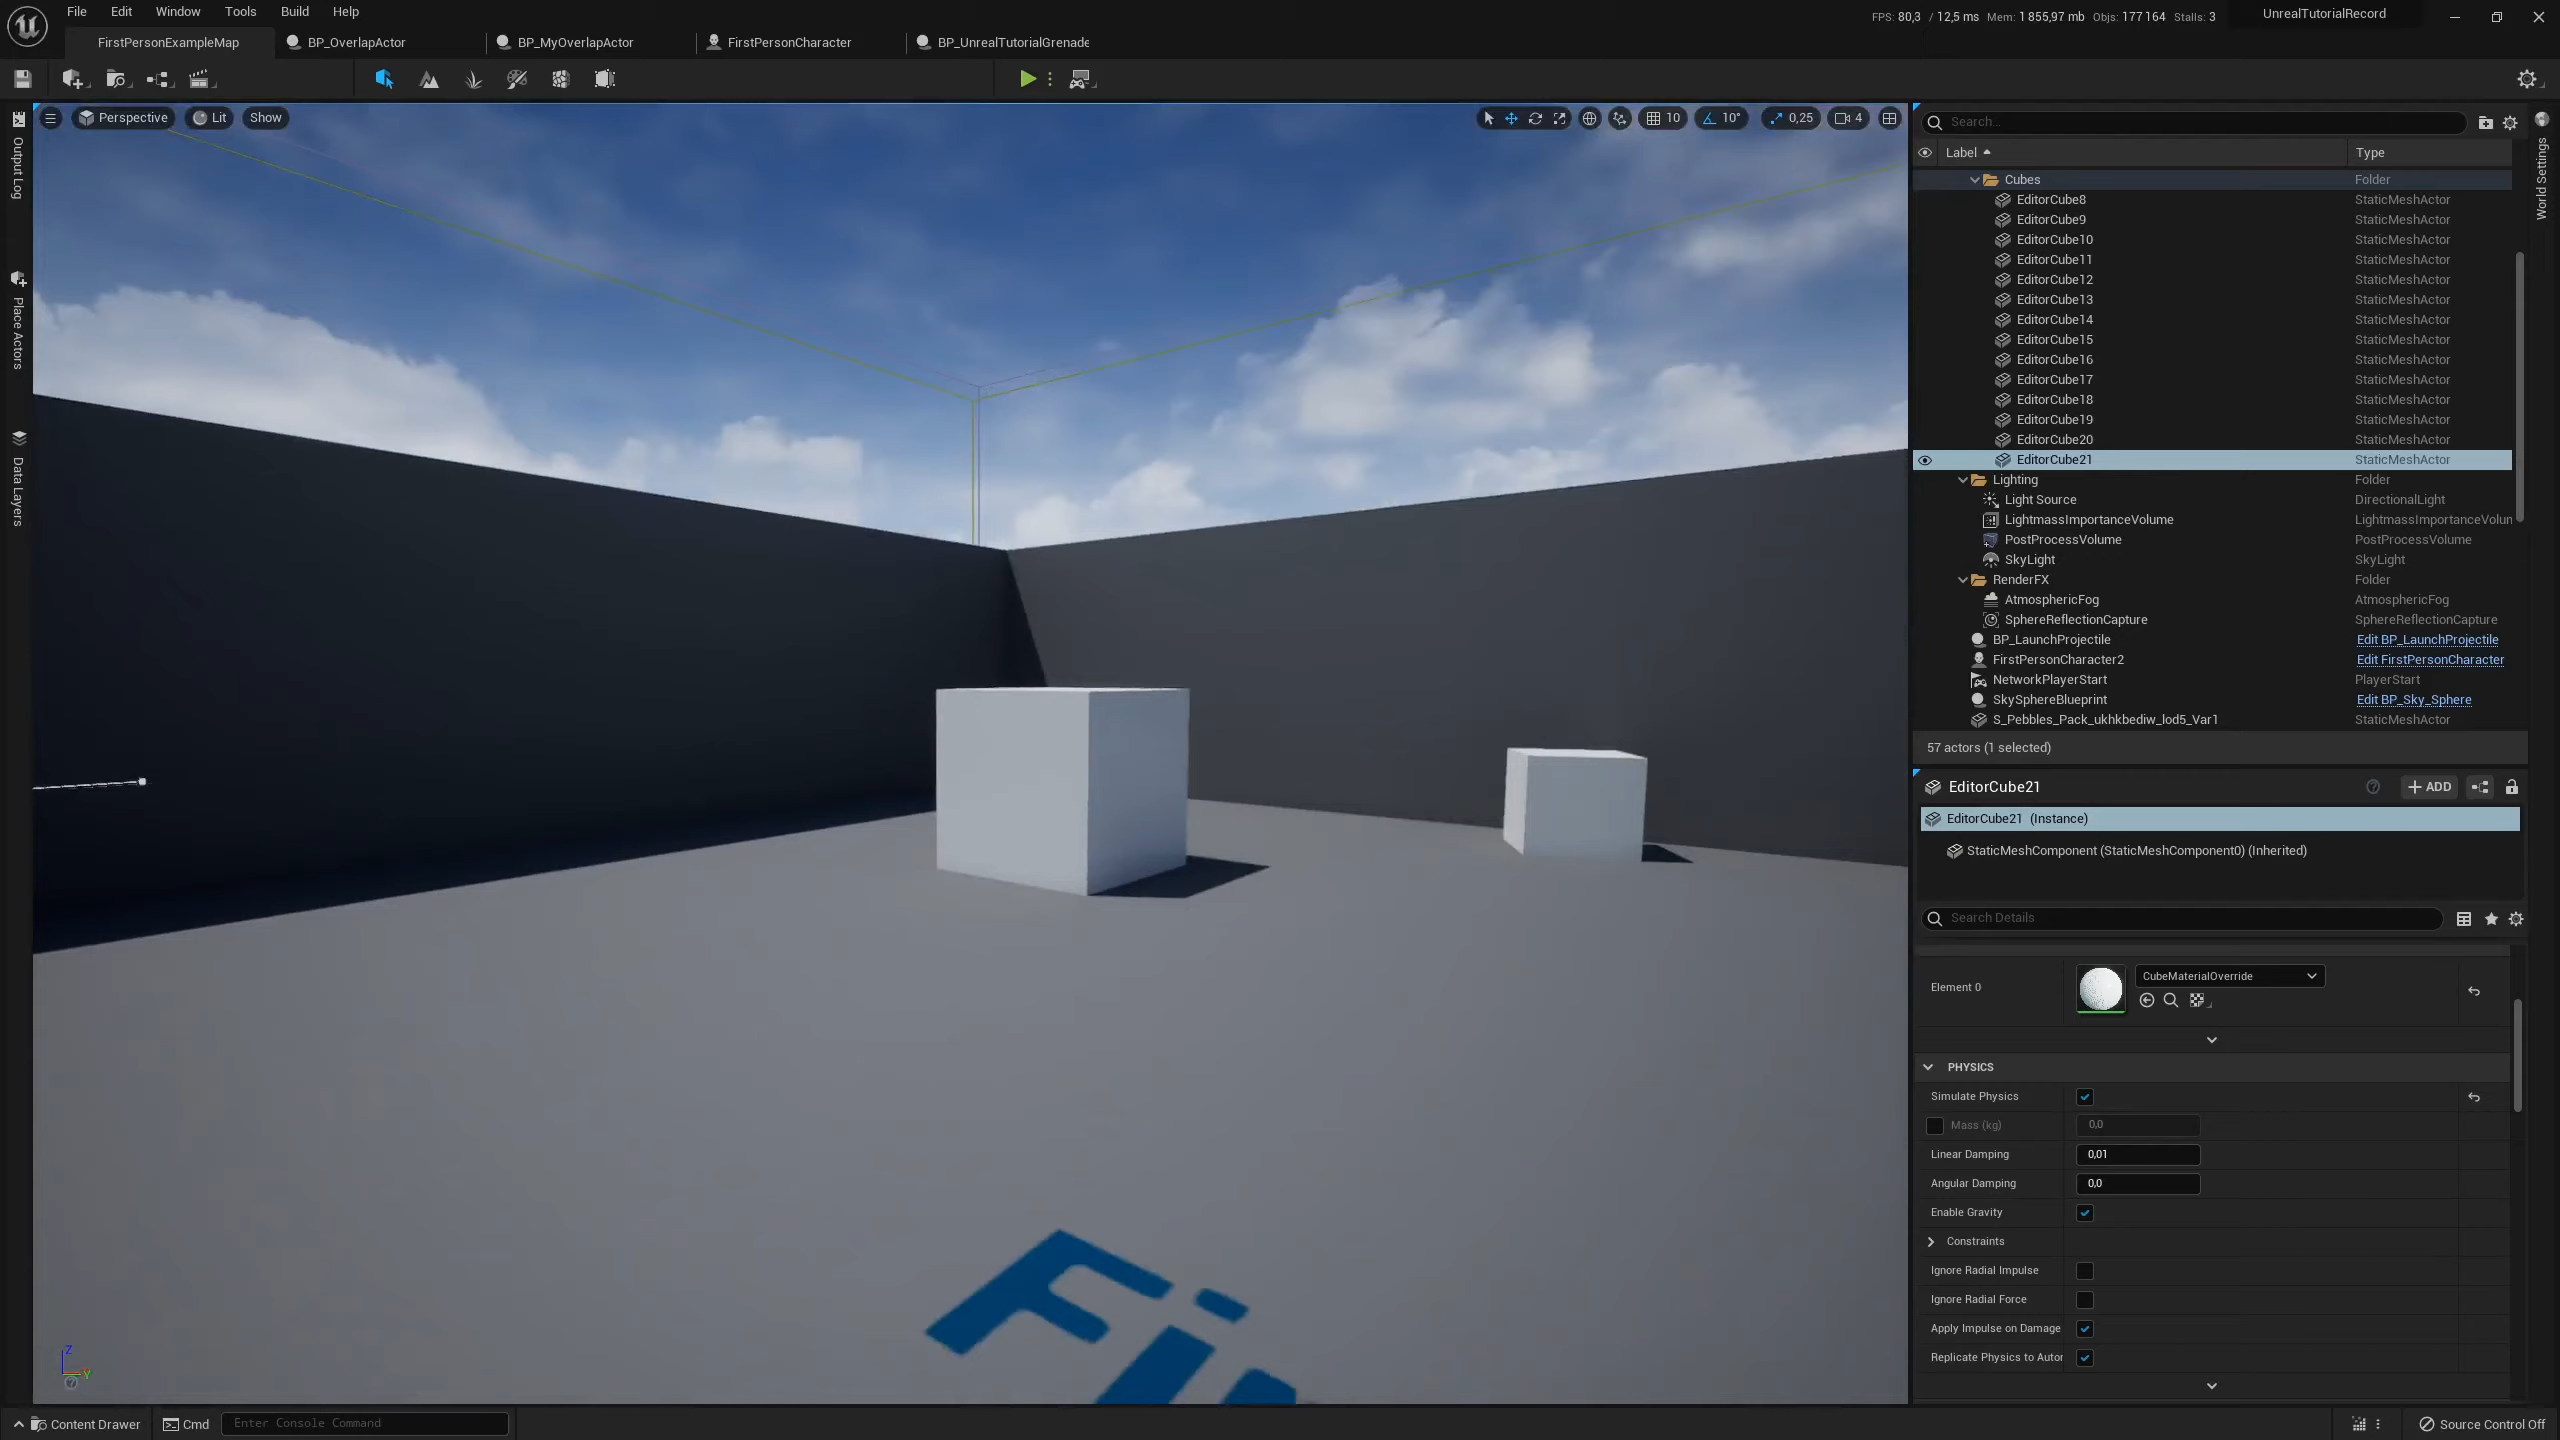 File Edit Window Tools Build Help
FPS: 80,3 / 12,5 ms Mem: 1 855,97 mb Objs: 177 164 Stalls: 3
UnrealTutorialRecord
FirstPersonExampleMap
BP_OverlapActor
BP_MyOverlapActor
FirstPersonCharacter
BP_UnrealTutorialGrenade
Output Log
Place Actors
Data Layers
Perspective Lit Show
10 10° 0,25 4
Fi
Z
Y
World Settings
Search...
Label Type
Cubes Folder
EditorCube8 StaticMeshActor
EditorCube9 StaticMeshActor
EditorCube10 StaticMeshActor
EditorCube11 StaticMeshActor
EditorCube12 StaticMeshActor
EditorCube13 StaticMeshActor
EditorCube14 StaticMeshActor
EditorCube15 StaticMeshActor
EditorCube16 StaticMeshActor
EditorCube17 StaticMeshActor
EditorCube18 StaticMeshActor
EditorCube19 StaticMeshActor
EditorCube20 StaticMeshActor
EditorCube21 StaticMeshActor
Lighting Folder
Light Source DirectionalLight
LightmassImportanceVolume LightmassImportanceVolum
PostProcessVolume PostProcessVolume
SkyLight SkyLight
RenderFX Folder
AtmosphericFog AtmosphericFog
SphereReflectionCapture SphereReflectionCapture
BP_LaunchProjectile Edit BP_LaunchProjectile
FirstPersonCharacter2 Edit FirstPersonCharacter
NetworkPlayerStart PlayerStart
SkySphereBlueprint Edit BP_Sky_Sphere
S_Pebbles_Pack_ukhkbediw_lod5_Var1 StaticMeshActor
57 actors (1 selected)
EditorCube21
+ ADD
EditorCube21 (Instance)
StaticMeshComponent (StaticMeshComponent0) (Inherited)
Search Details
Element 0 CubeMaterialOverride
PHYSICS
Simulate Physics
Mass (kg) 0,0
Linear Damping 0,01
Angular Damping 0,0
Enable Gravity
Constraints
Ignore Radial Impulse
Ignore Radial Force
Apply Impulse on Damage
Replicate Physics to Autor
Content Drawer Cmd Enter Console Command
Source Control Off